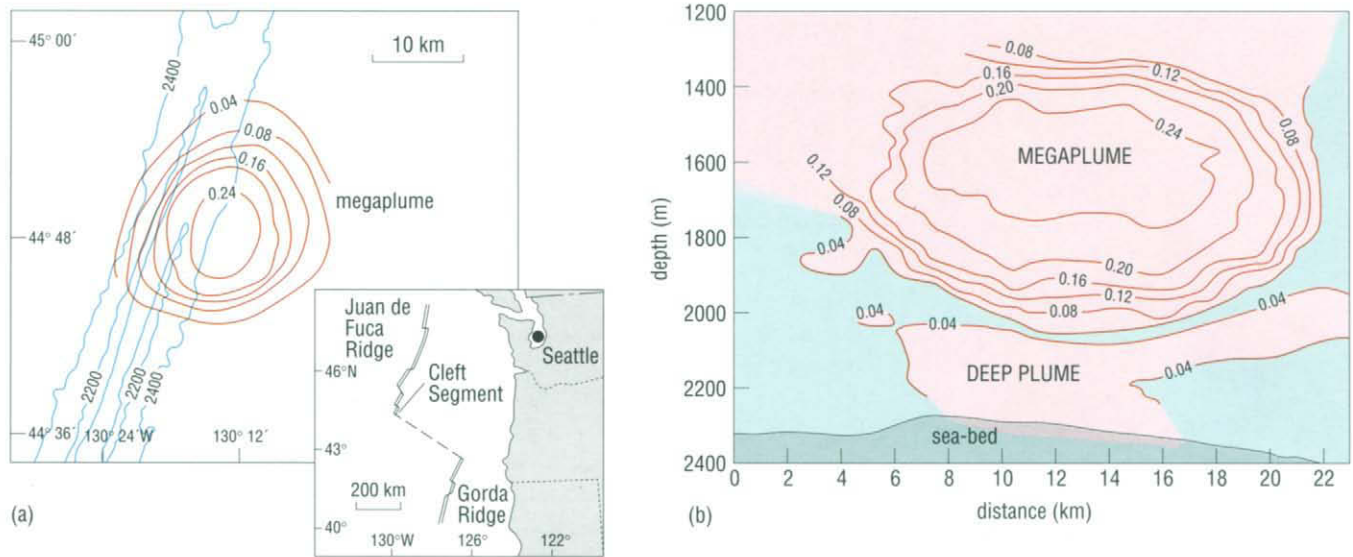 45° 00´
44° 48´
44° 36´
130° 24´W
130° 12´
10 km
2400
0.04
0.08
0.16
0.24
megaplume
2200
2200
2400
(a)
Juan de
Fuca
Ridge
Seattle
46°N
Cleft
Segment
43°
200 km
Gorda
Ridge
40°
130°W
126°
122°
1200
1400
1600
1800
2000
2200
2400
depth (m)
0.08
0.16
0.12
0.20
0.24
0.08
MEGAPLUME
0.12
0.08
0.04
0.20
0.16
0.12
0.08
0.04
0.04
0.04
DEEP PLUME
0.04
sea-bed
0 2 4 6 8 10 12 14 16 18 20 22
distance (km)
(b)